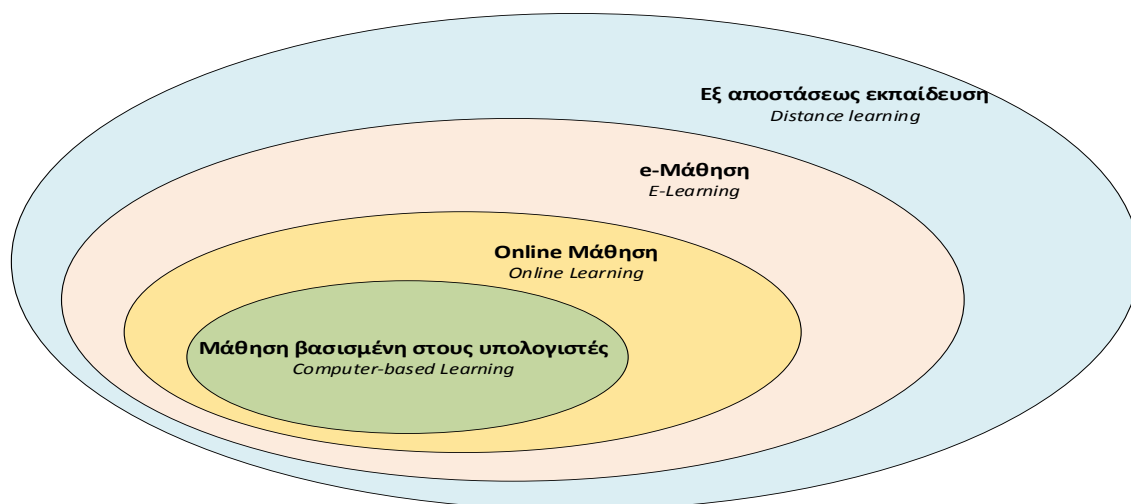 Εξ αποστάσεως εκπαίδευση
Distance learning
e-Μάθηση
E-Learning
Online Μάθηση
Online Learning
Μάθηση βασισμένη στους υπολογιστές
Computer-based Learning